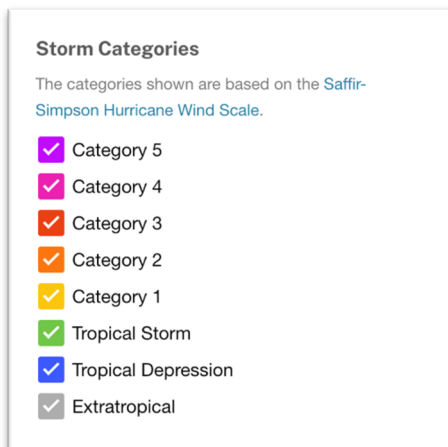 Storm Categories
The categories shown are based on the Saffir-
Simpson Hurricane Wind Scale.
Category 5
Category 4
Category 3
Category 2
Category 1
Tropical Storm
Tropical Depression
Extratropical